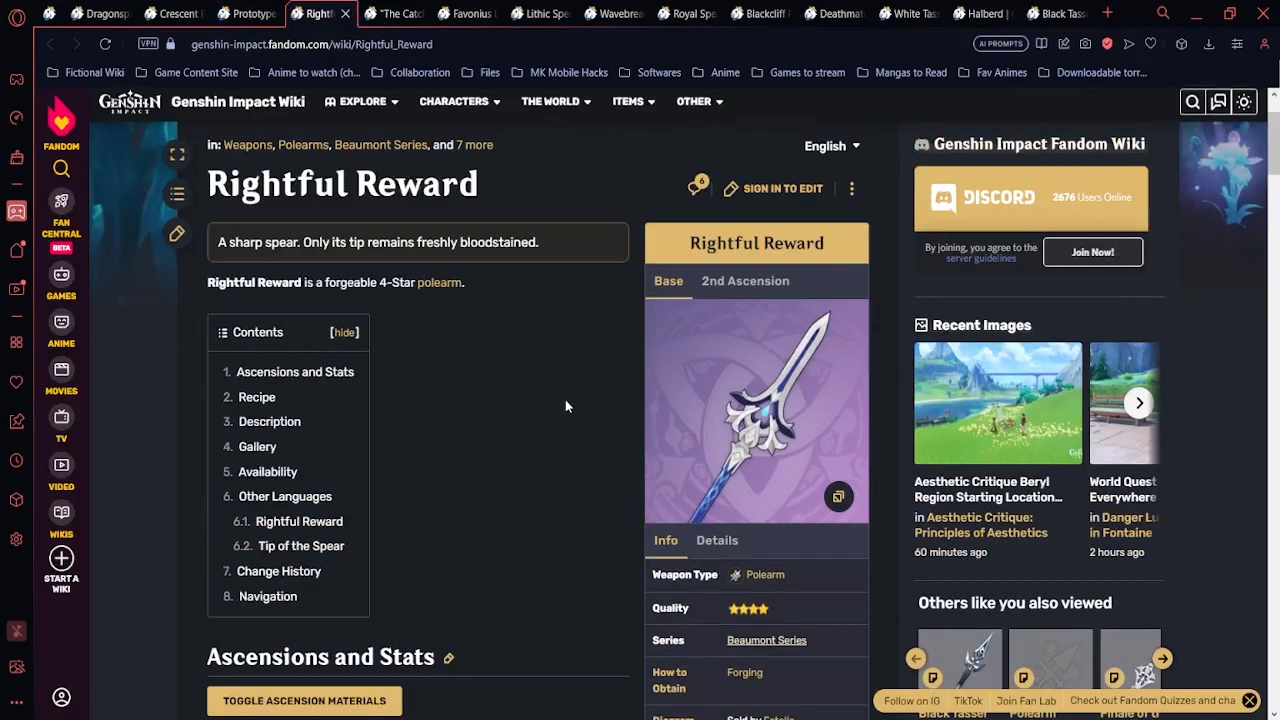 Dragonsp
Crescent
Prototype
Rightf
"The Catc
Favonius
Lithic Spe
Wavebrea
Royal Spe
Blackcliff
Deathmat
White Tas
Halberd |
Black Tass
VPN
genshin-impact.fandom.com/wiki/Rightful_Reward
AI PROMPTS
Fictional Wiki
Game Content Site
Anime to watch (ch...
Collaboration
Files
MK Mobile Hacks
Softwares
Anime
Games to stream
Mangas to Read
Fav Animes
Downloadable torr...
FANDOM
FAN CENTRAL
BETA
GAMES
ANIME
MOVIES
TV
VIDEO
WIKIS
START A WIKI
GENSHIN IMPACT
Genshin Impact Wiki
EXPLORE
CHARACTERS
THE WORLD
ITEMS
OTHER
in: Weapons, Polearms, Beaumont Series, and 7 more
English
Rightful Reward
6
SIGN IN TO EDIT
A sharp spear. Only its tip remains freshly bloodstained.
Rightful Reward is a forgeable 4-Star polearm.
Contents [hide]
1. Ascensions and Stats
2. Recipe
3. Description
4. Gallery
5. Availability
6. Other Languages
6.1. Rightful Reward
6.2. Tip of the Spear
7. Change History
8. Navigation
Ascensions and Stats
TOGGLE ASCENSION MATERIALS
Rightful Reward
Base
2nd Ascension
Info
Details
Weapon Type Polearm
Quality
Series Beaumont Series
How to Obtain
Forging
Diagram
Genshin Impact Fandom Wiki
DISCORD
2676 Users Online
By joining, you agree to the
server guidelines
Join Now!
Recent Images
Aesthetic Critique Beryl
Region Starting Location...
in Aesthetic Critique:
Principles of Aesthetics
60 minutes ago
World Quest
Everywhere
in Danger Lu
in Fontaine
2 hours ago
Others like you also viewed
Follow on IG
TikTok
Join Fan Lab
Check out Fandom Quizzes and cha